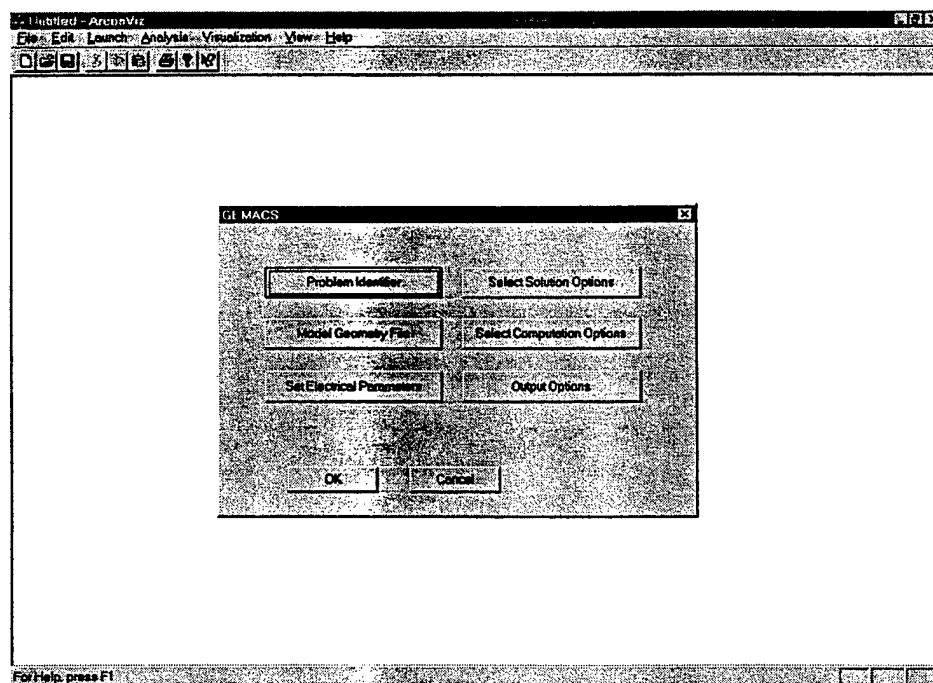 Untitled - ArconViz
File Edit Launch Analysis Visualization View Help
GEMACS
Problem Identifier...
Select Solution Options
Model Geometry File
Select Computation Options
Set Electrical Parameters
Output Options
OK
Cancel
For Help, press F1